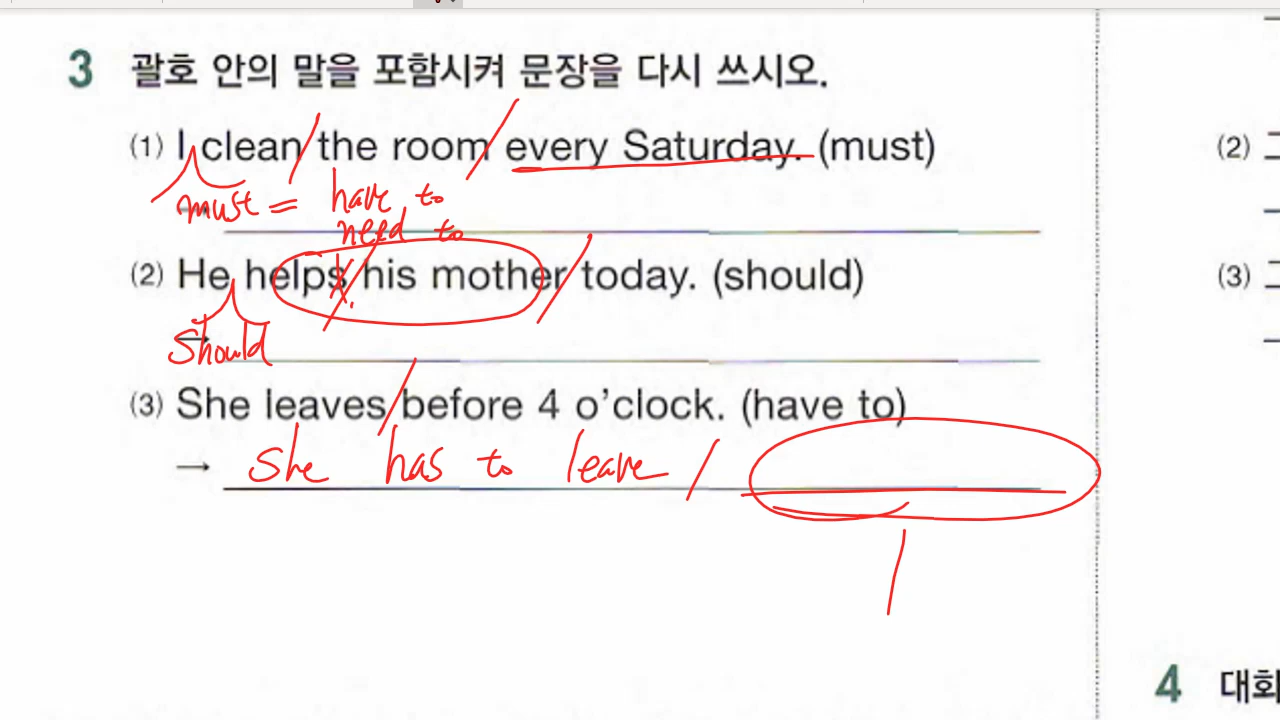 3 괄호 안의 말을 포함시켜 문장을 다시 쓰시오.
(1) I clean the room every Saturday. (must)
must = have to
need to
(2) He helps his mother today. (should)
should
(3) She leaves before 4 o'clock. (have to)
→ She has to leave
(2)
(3)
4 대화